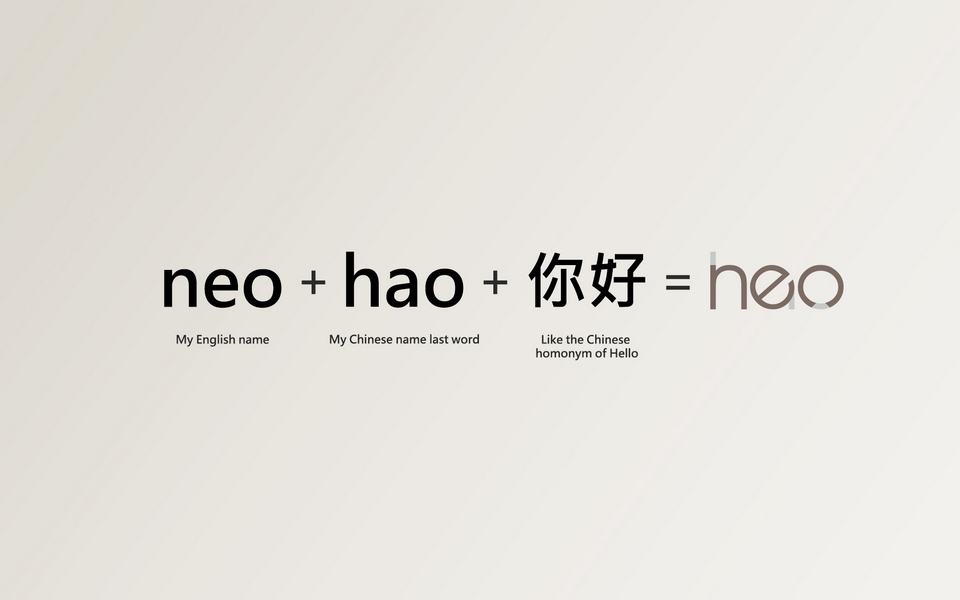 neo + hao + 你好 = heo
My English name
My Chinese name last word
Like the Chinese
homonym of Hello